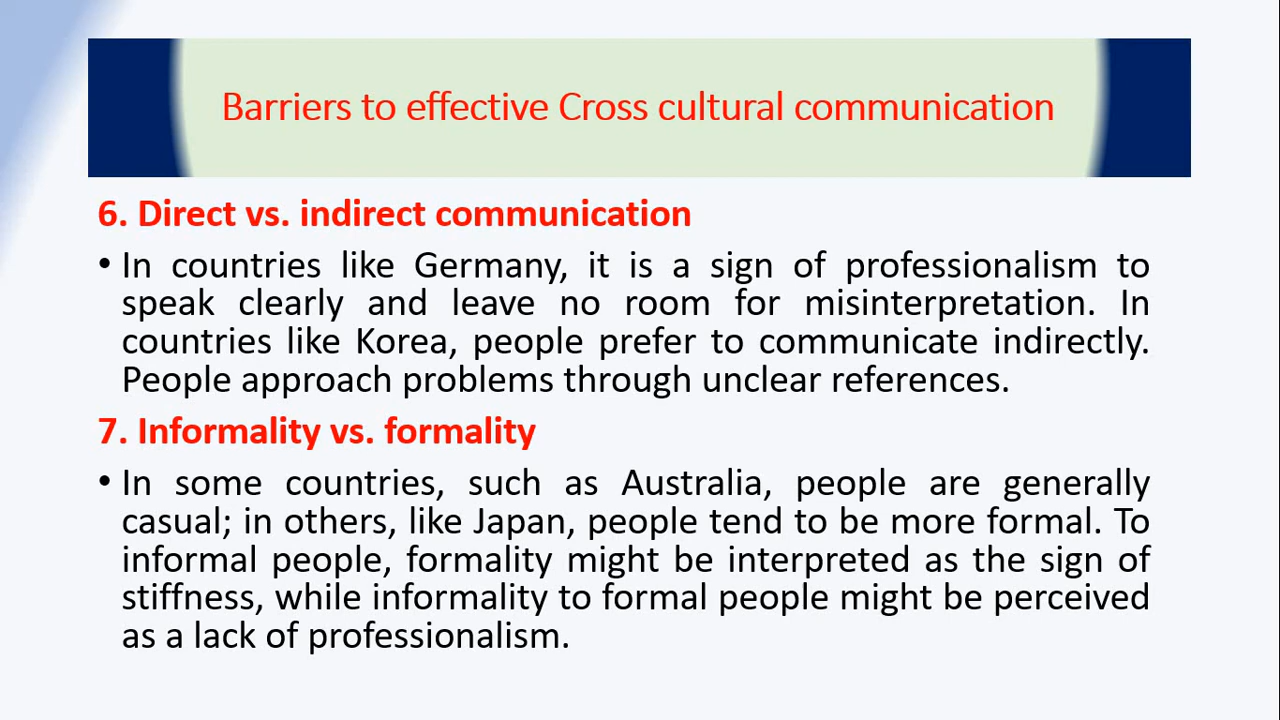 Barriers to effective Cross cultural communication
6. Direct vs. indirect communication
• In countries like Germany, it is a sign of professionalism to
speak clearly and leave no room for misinterpretation. In
countries like Korea, people prefer to communicate indirectly.
People approach problems through unclear references.
7. Informality vs. formality
• In some countries, such as Australia, people are generally
casual; in others, like Japan, people tend to be more formal. To
informal people, formality might be interpreted as the sign of
stiffness, while informality to formal people might be perceived
as a lack of professionalism.